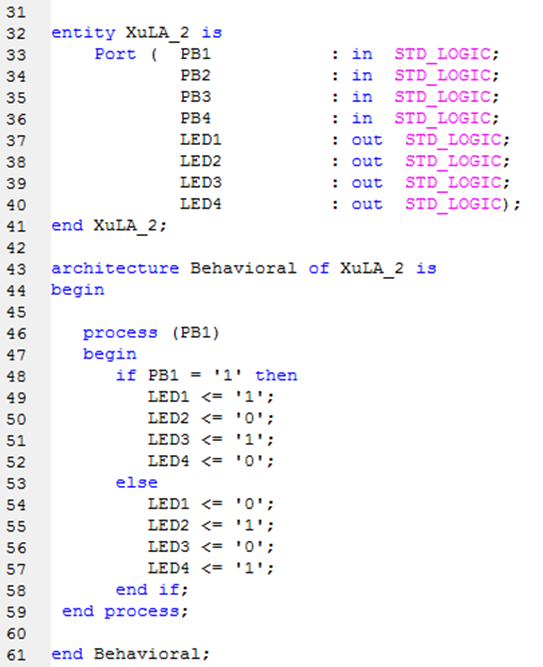 31
32 entity XuLA_2 is
33     Port (  PB1              : in  STD_LOGIC;
34             PB2              : in  STD_LOGIC;
35             PB3              : in  STD_LOGIC;
36             PB4              : in  STD_LOGIC;
37             LED1             : out  STD_LOGIC;
38             LED2             : out  STD_LOGIC;
39             LED3             : out  STD_LOGIC;
40             LED4             : out  STD_LOGIC);
41 end XuLA_2;
42
43 architecture Behavioral of XuLA_2 is
44 begin
45
46    process (PB1)
47    begin
48       if PB1 = '1' then
49          LED1 <= '1';
50          LED2 <= '0';
51          LED3 <= '1';
52          LED4 <= '0';
53       else
54          LED1 <= '0';
55          LED2 <= '1';
56          LED3 <= '0';
57          LED4 <= '1';
58       end if;
59  end process;
60
61 end Behavioral;